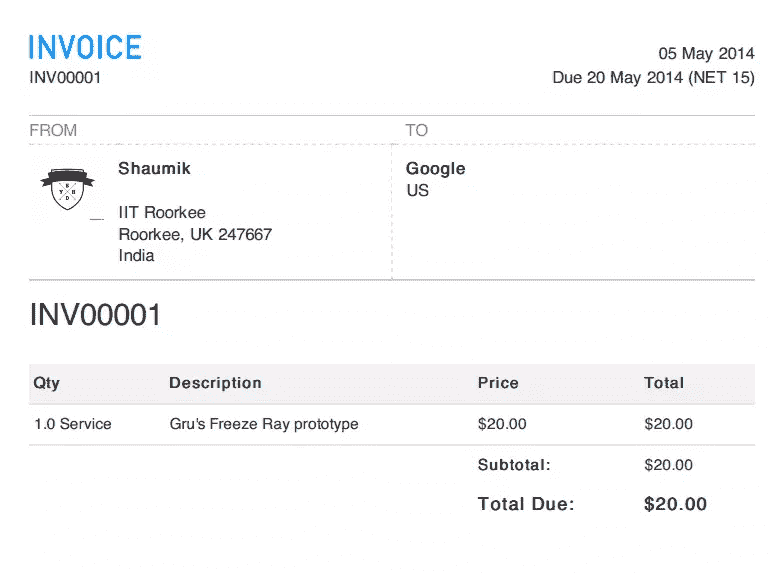 INVOICE
INV00001
05 May 2014
Due 20 May 2014 (NET 15)
FROM
TO
Shaumik
IIT Roorkee
Roorkee, UK 247667
India
Google
US
INV00001
Qty Description Price Total
1.0 Service Gru's Freeze Ray prototype $20.00 $20.00
Subtotal: $20.00
Total Due: $20.00